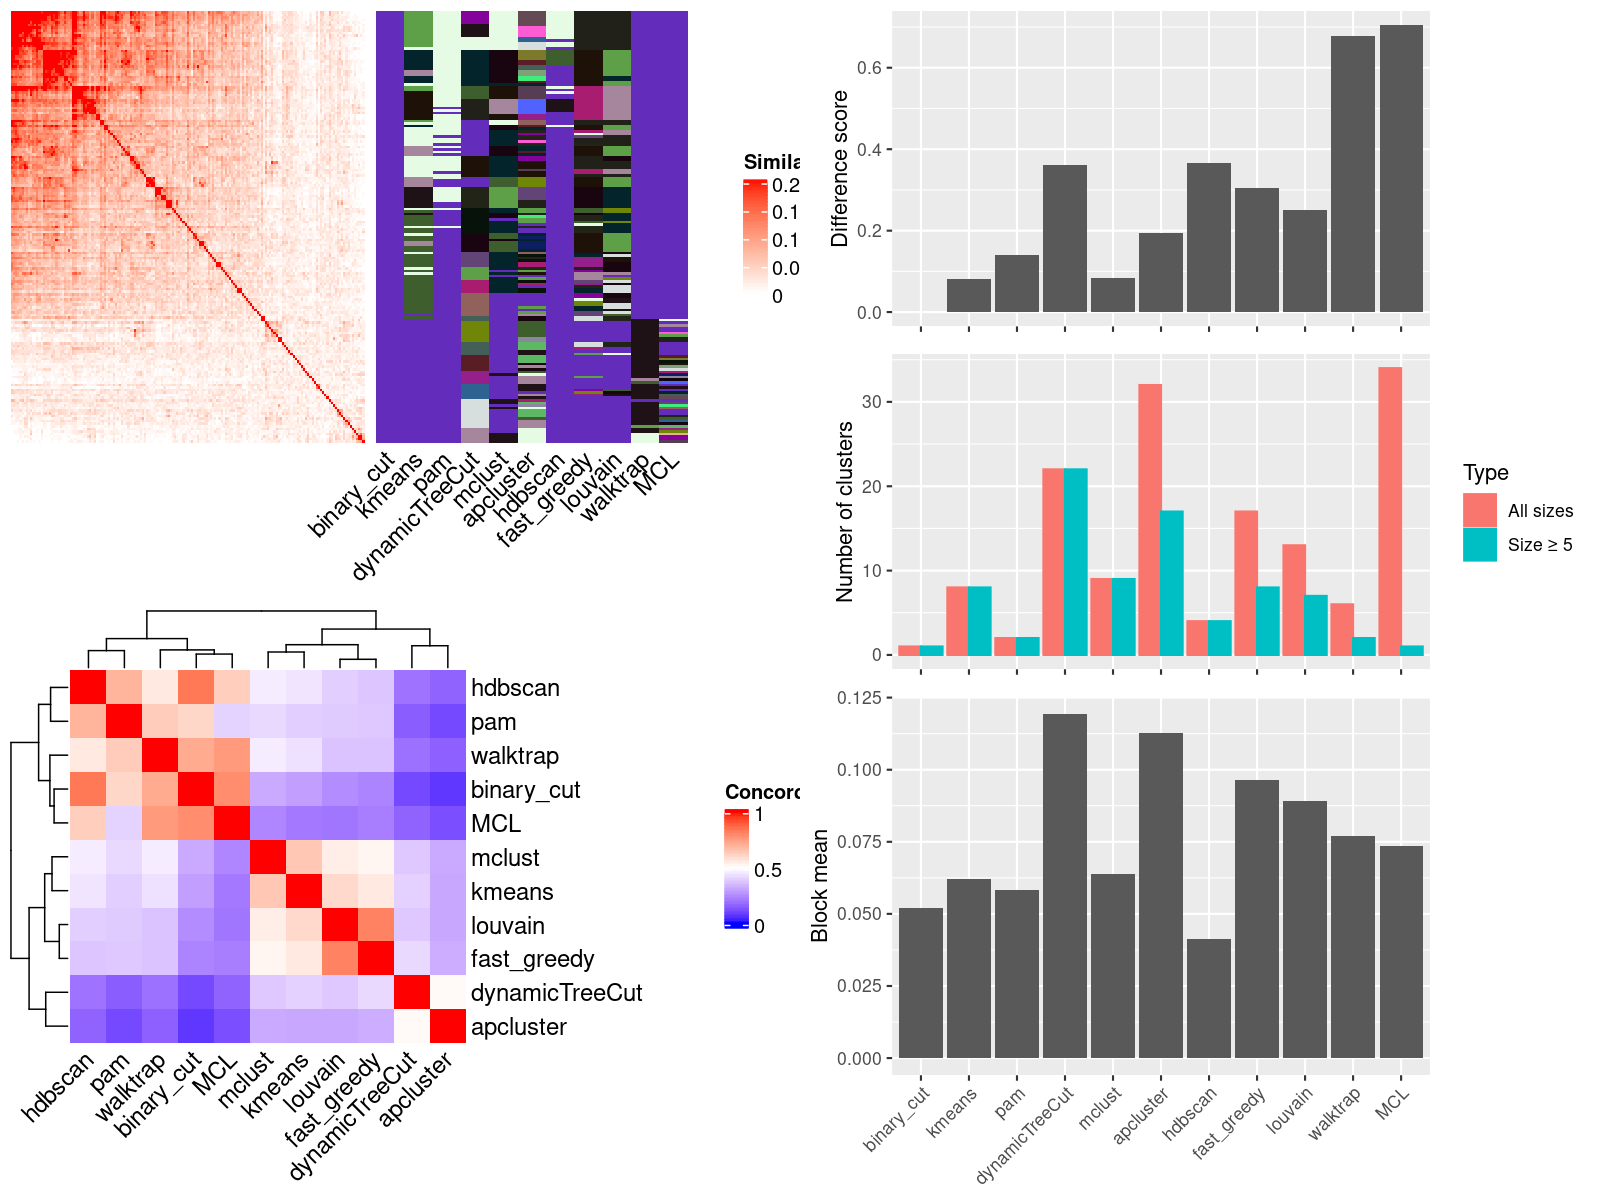 Simila
0.2
0.1
0.1
0.0
0
binary_cut
kmeans
pam
dynamicTreeCut
mclust
apcluster
hdbscan
fast_greedy
louvain
walktrap
MCL
hdbscan
pam
walktrap
binary_cut
MCL
mclust
kmeans
louvain
fast_greedy
dynamicTreeCut
apcluster
hdbscan
pam
walktrap
binary_cut
MCL
mclust
kmeans
louvain
fast_greedy
dynamicTreeCut
apcluster
Concord
1
0.5
0
Difference score
0.6
0.4
0.2
0.0
Number of clusters
30
20
10
0
Type
All sizes
Size ≥ 5
Block mean
0.125
0.100
0.075
0.050
0.025
0.000
binary_cut
kmeans
pam
dynamicTreeCut
mclust
apcluster
hdbscan
fast_greedy
louvain
walktrap
MCL